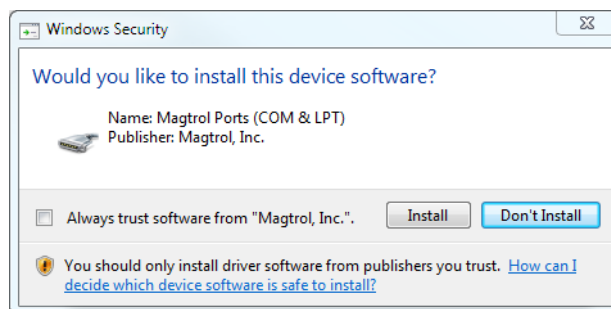 Windows Security
Would you like to install this device software?
Name: Magtrol Ports (COM & LPT)
Publisher: Magtrol, Inc.
Always trust software from "Magtrol, Inc.". Install Don't Install
You should only install driver software from publishers you trust. How can I
decide which device software is safe to install?